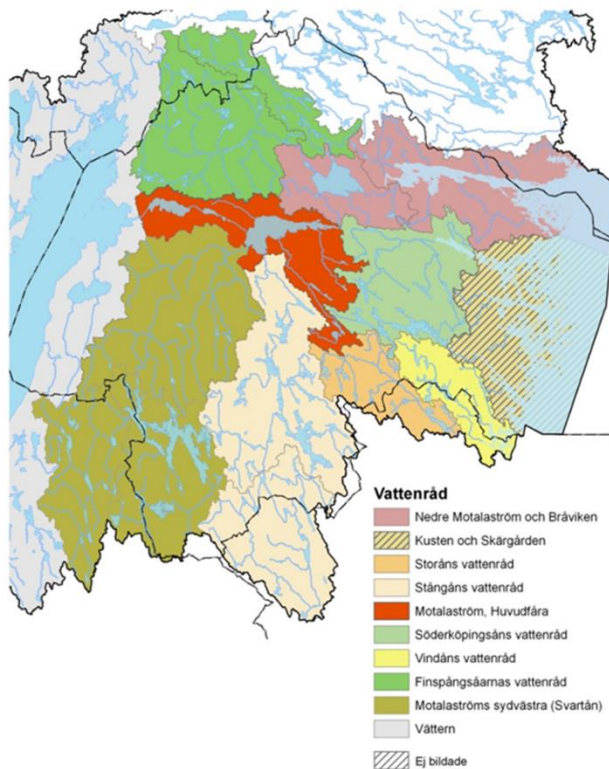 Vattenråd
Nedre Motalaström och Bråviken
Kusten och Skärgården
Storåns vattenråd
Stångåns vattenråd
Motalaström, Huvudfåra
Söderköpingsåns vattenråd
Vindåns vattenråd
Finspångsåarnas vattenråd
Motalaströms sydvästra (Svartån)
Vättern
Ej bildade